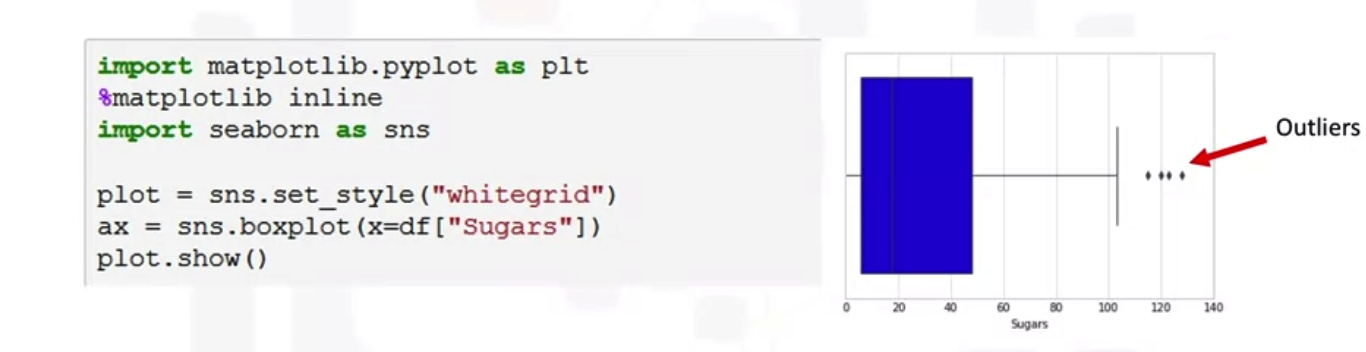 import matplotlib.pyplot as plt
%matplotlib inline
import seaborn as sns
plot = sns.set_style("whitegrid")
ax = sns.boxplot(x=df["Sugars"])
plot.show()
Outliers
0 20 40 60 80 100 120 140
Sugars